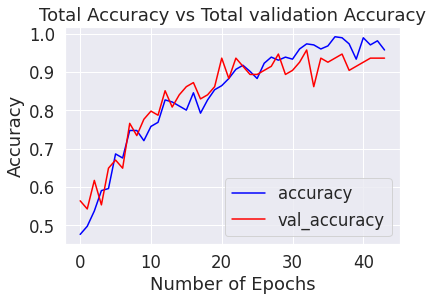 Total Accuracy vs Total validation Accuracy
1.0
0.9
0.8
0.7
0.6
0.5
Accuracy
accuracy
val_accuracy
0 10 20 30 40
Number of Epochs